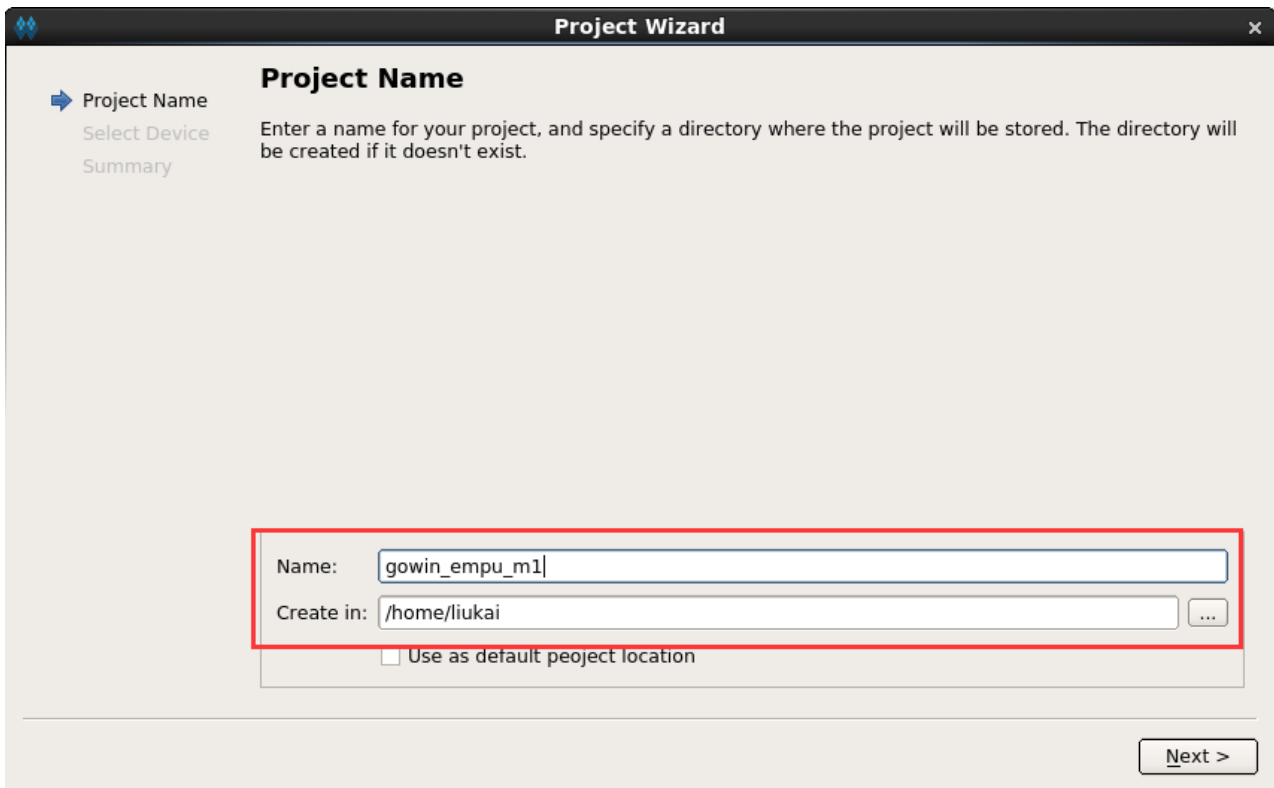 Project Wizard
Project Name
Project Name
Select Device
Enter a name for your project, and specify a directory where the project will be stored. The directory will
be created if it doesn't exist.
Summary
Name: gowin_empu_m1
Create in: /home/liukai ...
Use as default peoject location
Next >